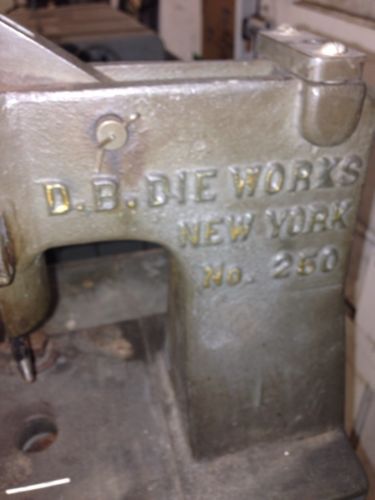 D.B. DIE WORKS
NEW YORK
No. 250